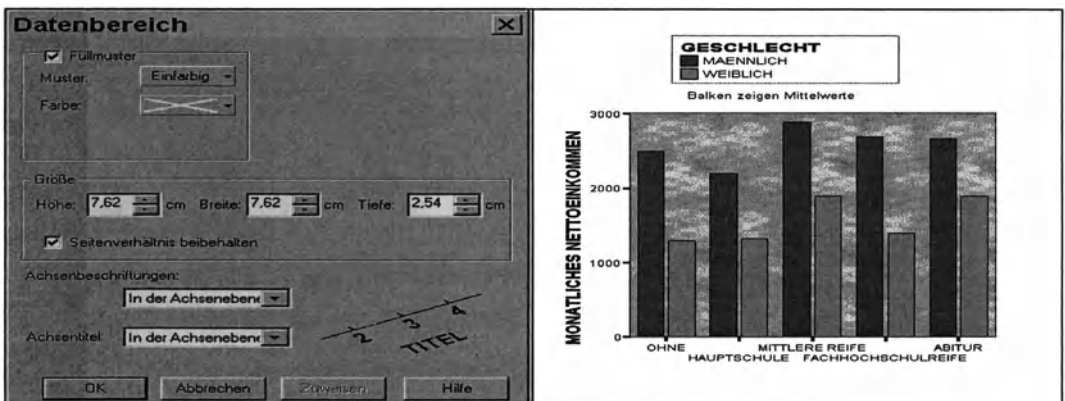 Datenbereich
Füllmuster
Muster: Einfarbig
Farbe:
Größe
Höhe: 7,62 cm Breite: 7,62 cm Tiefe: 2,54 cm
Seitenverhältnis beibehalten
Achsenbeschriftungen:
In der Achsenebene
Achsentitel: In der Achsenebene
2 3 4
TITEL
OK Abbrechen Zuweisen Hilfe
GESCHLECHT
MAENNLICH
WEIBLICH
Balken zeigen Mittelwerte
MONATLICHES NETTOEINKOMMEN
3000
2000
1000
0
OHNE MITTLERE REIFE ABITUR
HAUPTSCHULE FACHHOCHSCHULREIFE